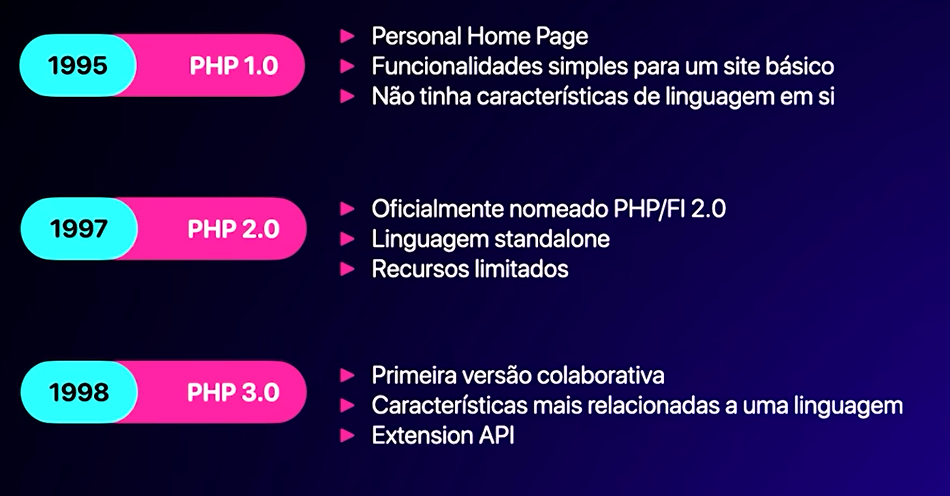 1995 PHP 1.0
Personal Home Page
Funcionalidades simples para um site básico
Não tinha características de linguagem em si
1997 PHP 2.0
Oficialmente nomeado PHP/FI 2.0
Linguagem standalone
Recursos limitados
1998 PHP 3.0
Primeira versão colaborativa
Características mais relacionadas a uma linguagem
Extension API